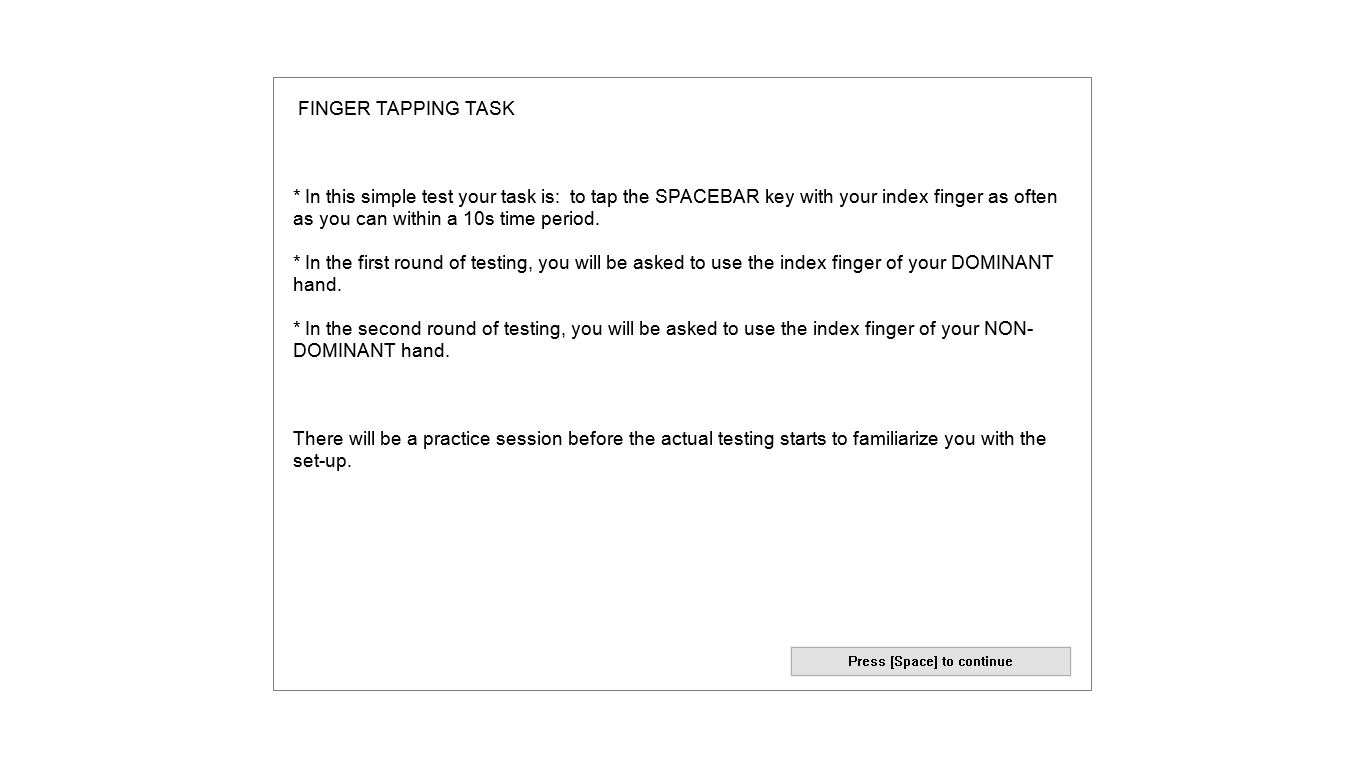 FINGER TAPPING TASK
* In this simple test your task is:  to tap the SPACEBAR key with your index finger as often
as you can within a 10s time period.
* In the first round of testing, you will be asked to use the index finger of your DOMINANT
hand.
* In the second round of testing, you will be asked to use the index finger of your NON-
DOMINANT hand.
There will be a practice session before the actual testing starts to familiarize you with the
set-up.
Press [Space] to continue